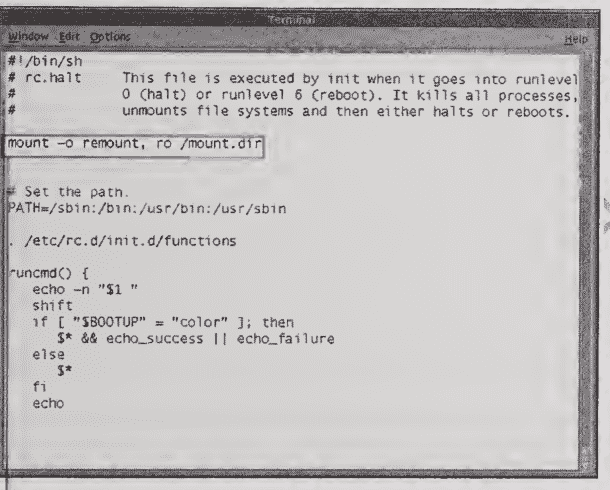 Terminal
Window Edit Options Help
#!/bin/sh
# rc.halt This file is executed by init when it goes into runlevel
# 0 (halt) or runlevel 6 (reboot). It kills all processes,
# unmounts file systems and then either halts or reboots.
mount -o remount, ro /mount.dir
# Set the path.
PATH=/sbin:/bin:/usr/bin:/usr/sbin
. /etc/rc.d/init.d/functions
runcmd() {
echo -n "$1 "
shift
if [ "$BOOTUP" = "color" ]; then
$* && echo_success || echo_failure
else
$*
fi
echo